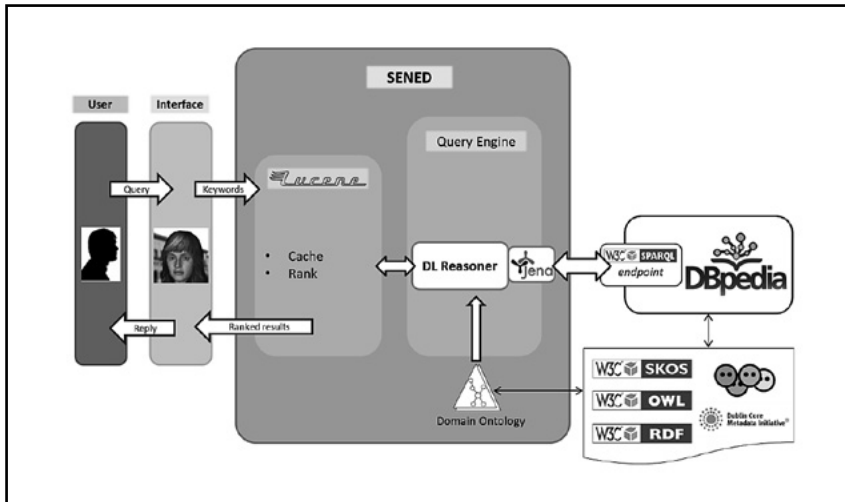 SENED
User
Interface
Query Engine
Lucene
Query
Keywords
• Cache
• Rank
DL Reasoner
Jena
W3C SPARQL
endpoint
DBpedia
Reply
Ranked results
Domain Ontology
W3C SKOS
W3C OWL
W3C RDF
Dublin Core
Metadata Initiative